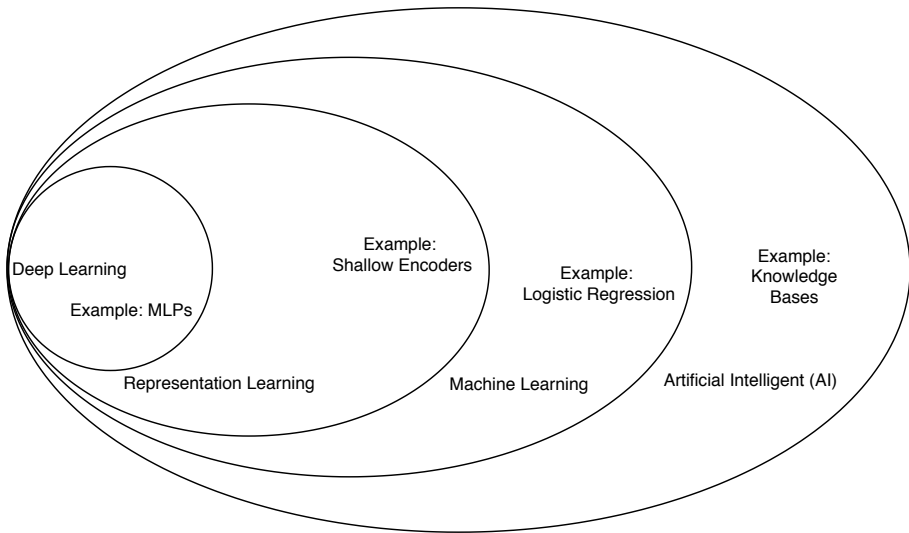 Deep Learning
Example: MLPs
Representation Learning
Example:
Shallow Encoders
Machine Learning
Example:
Logistic Regression
Artificial Intelligent (AI)
Example:
Knowledge
Bases